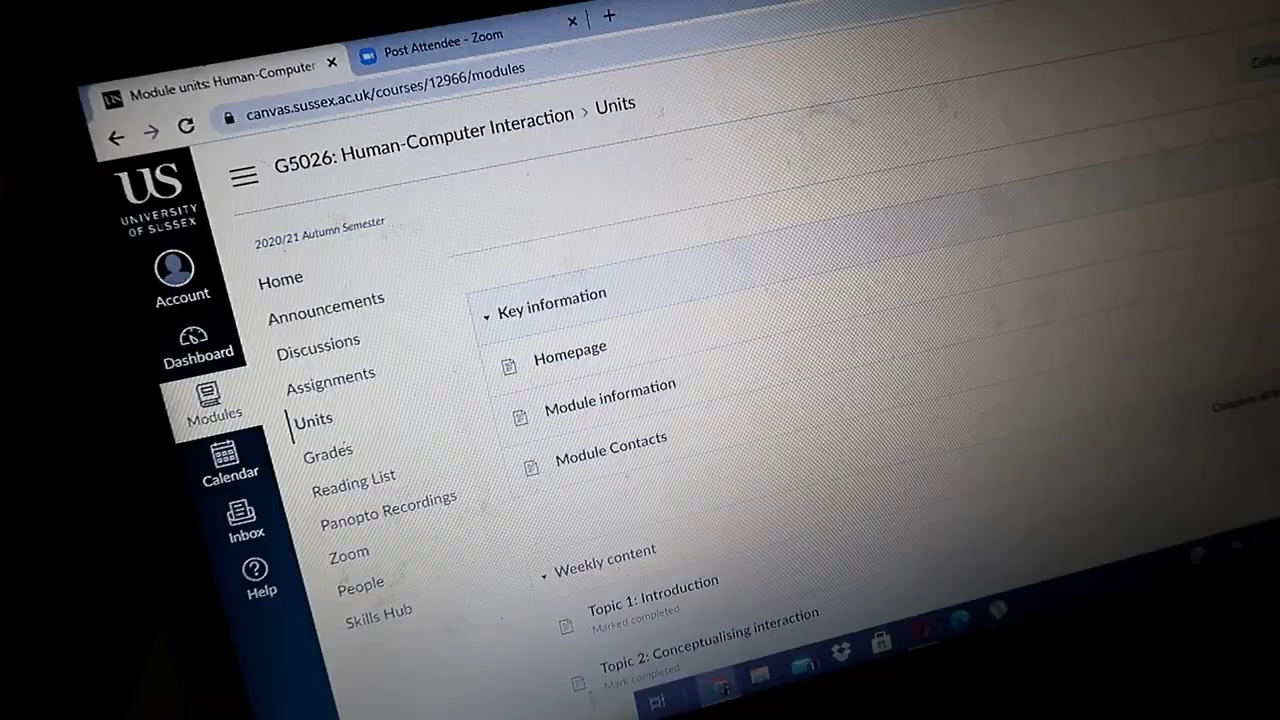 Module units: Human-Computer
Post Attendee - Zoom
canvas.sussex.ac.uk/courses/12966/modules
G5026: Human-Computer Interaction > Units
US
UNIVERSITY
OF SUSSEX
Account
Dashboard
Modules
Calendar
Inbox
Help
2020/21 Autumn Semester
Home
Announcements
Discussions
Assignments
Units
Grades
Reading List
Panopto Recordings
Zoom
People
Skills Hub
Key information
Homepage
Module information
Module Contacts
Weekly content
Topic 1: Introduction
Marked completed
Topic 2: Conceptualising interaction
Mark completed